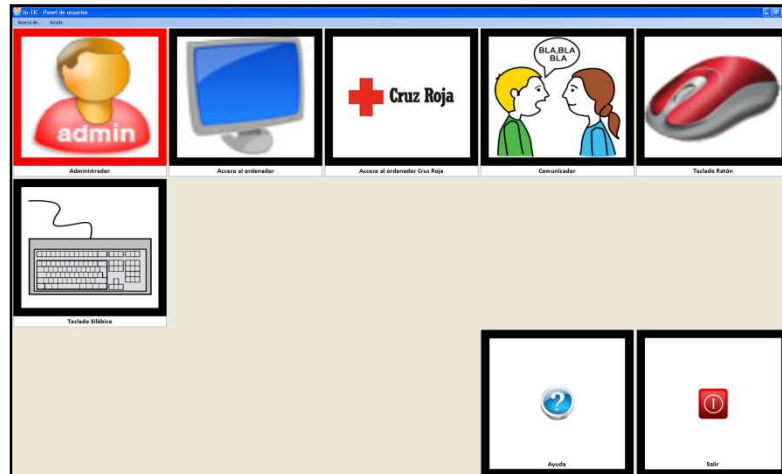 In-TIC - Panel de usuarios
Acerca de... Ayuda
admin
Administrador
Acceso al ordenador
Cruz Roja
Acceso al ordenador Cruz Roja
BLA,BLA
BLA
Comunicador
Teclado Ratón
Teclado Silábico
Ayuda
Salir